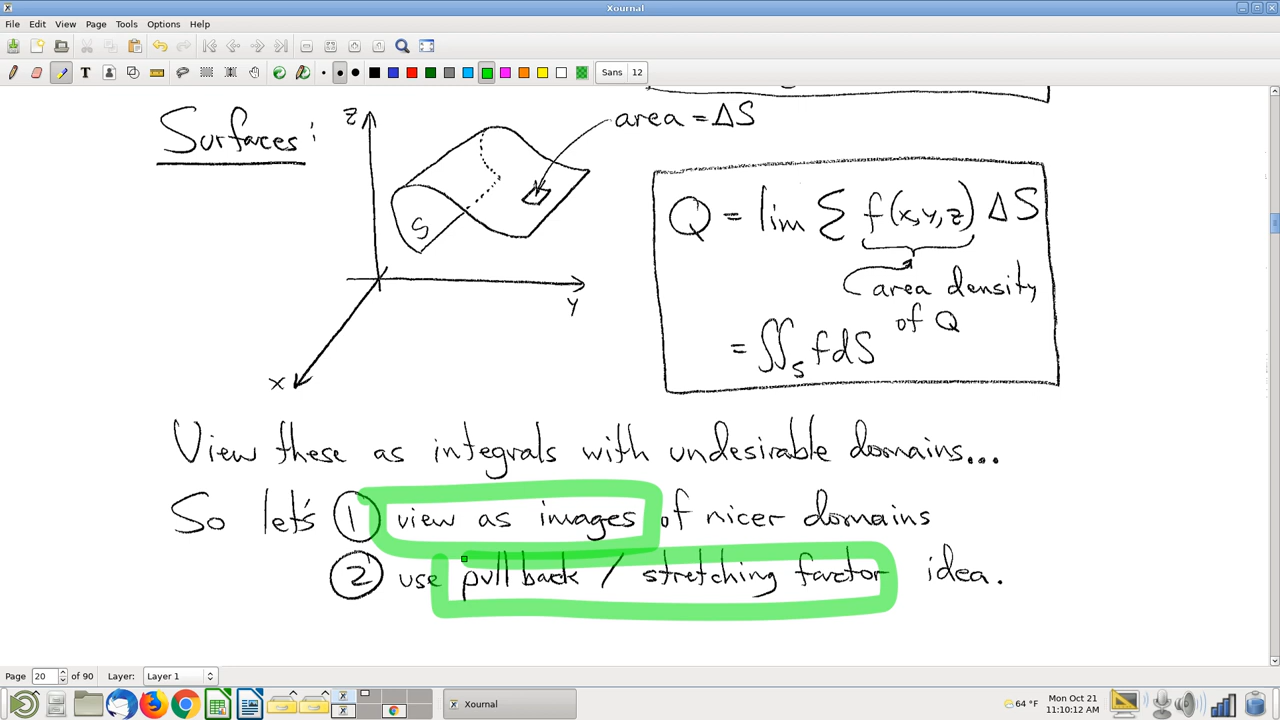 Xournal
File Edit View Page Tools Options Help
Sans 12
Surfaces:
z
area = ΔS
S
y
x
Q = lim Σ f(x,y,z) ΔS
area density
of Q
= ∬_S f dS
View these as integrals with undesirable domains...
So let's ① view as images of nicer domains
② use pull back / stretching factor idea.
Page 20 of 90 Layer: Layer 1
Xournal
64 °F
Mon Oct 21
11:10:12 AM